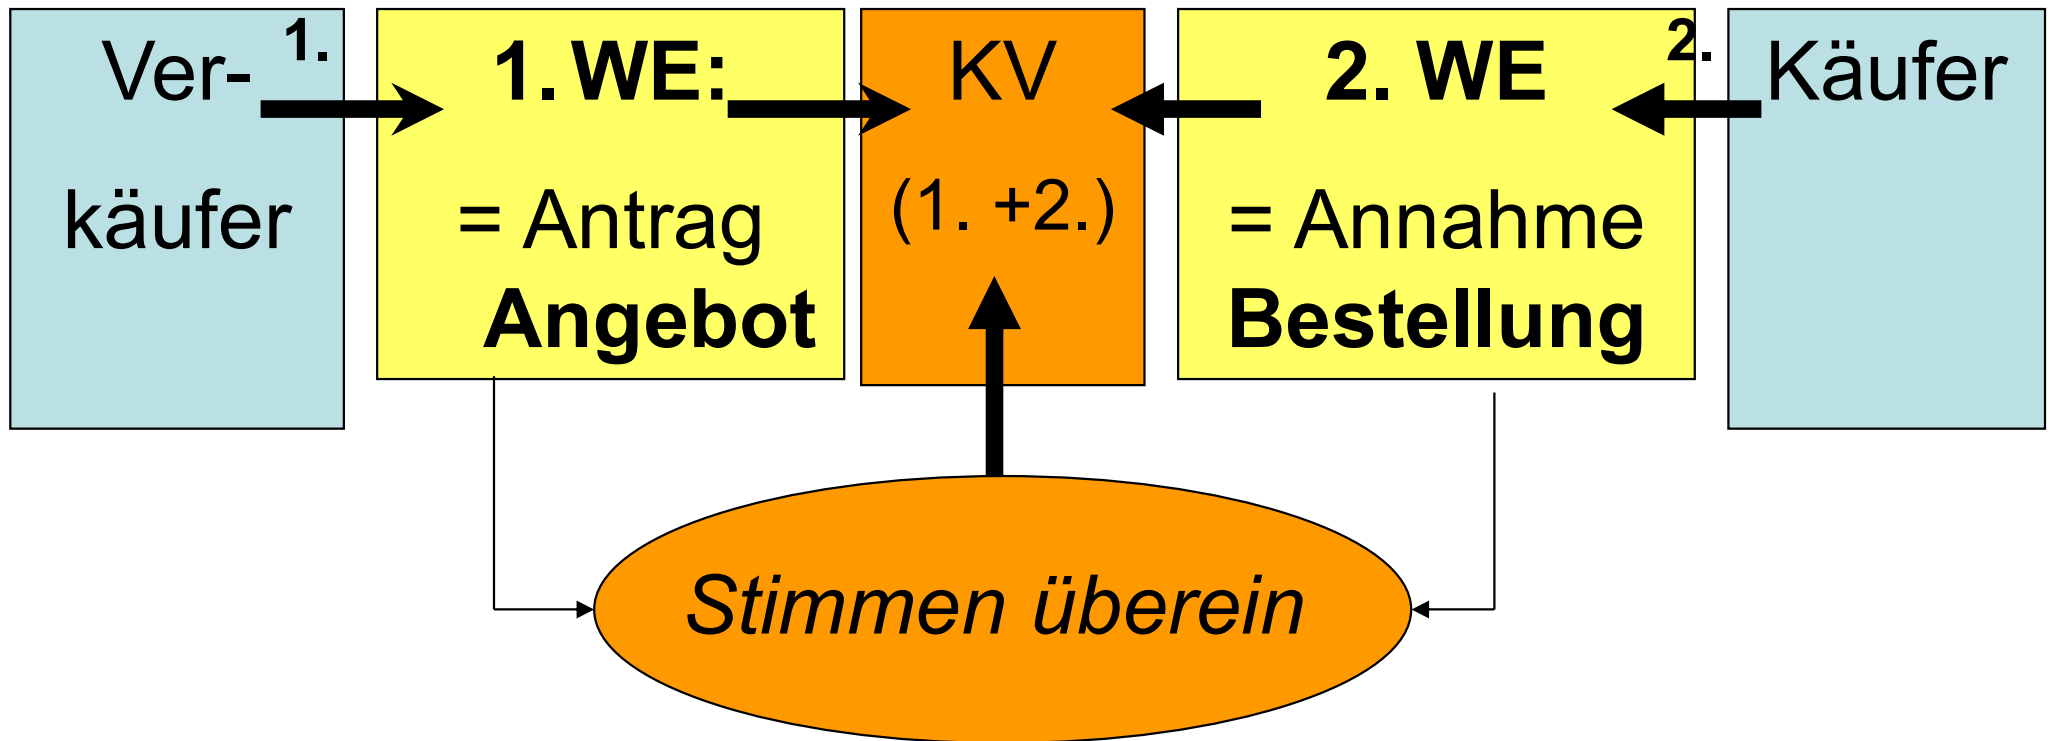 Ver-
käufer
1.
1. WE:
= Antrag
Angebot
KV
(1. +2.)
2. WE
= Annahme
Bestellung
2.
Käufer
Stimmen überein